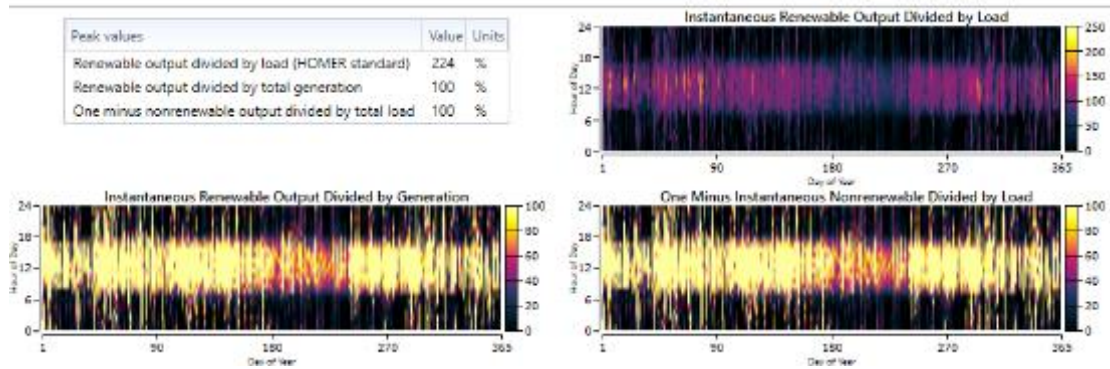 Peak values Value Units
Renewable output divided by load (HOMER standard) 224 %
Renewable output divided by total generation 100 %
One minus nonrenewable output divided by total load 100 %
Instantaneous Renewable Output Divided by Load
24
18
12
6
0
Hour of Day
1 90 180 270 365
Day of Year
250
200
150
100
50
0
Instantaneous Renewable Output Divided by Generation
24
18
12
6
0
Hour of Day
1 90 180 270 365
Day of Year
100
80
60
40
20
0
One Minus Instantaneous Nonrenewable Divided by Load
24
18
12
6
0
Hour of Day
1 90 180 270 365
Day of Year
100
80
60
40
20
0